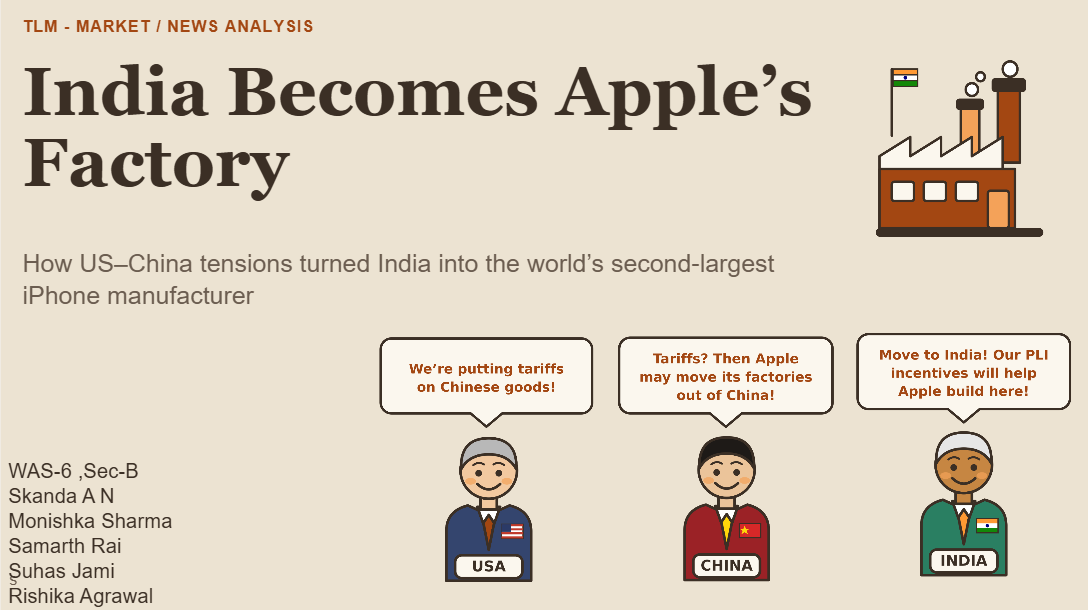 TLM - MARKET / NEWS ANALYSIS
India Becomes Apple’s
Factory
How US–China tensions turned India into the world’s second-largest
iPhone manufacturer
We’re putting tariffs
on Chinese goods!
Tariffs? Then Apple
may move its factories
out of China!
Move to India! Our PLI
incentives will help
Apple build here!
USA
CHINA
INDIA
WAS-6 ,Sec-B
Skanda A N
Monishka Sharma
Samarth Rai
Suhas Jami
s
Rishika Agrawal